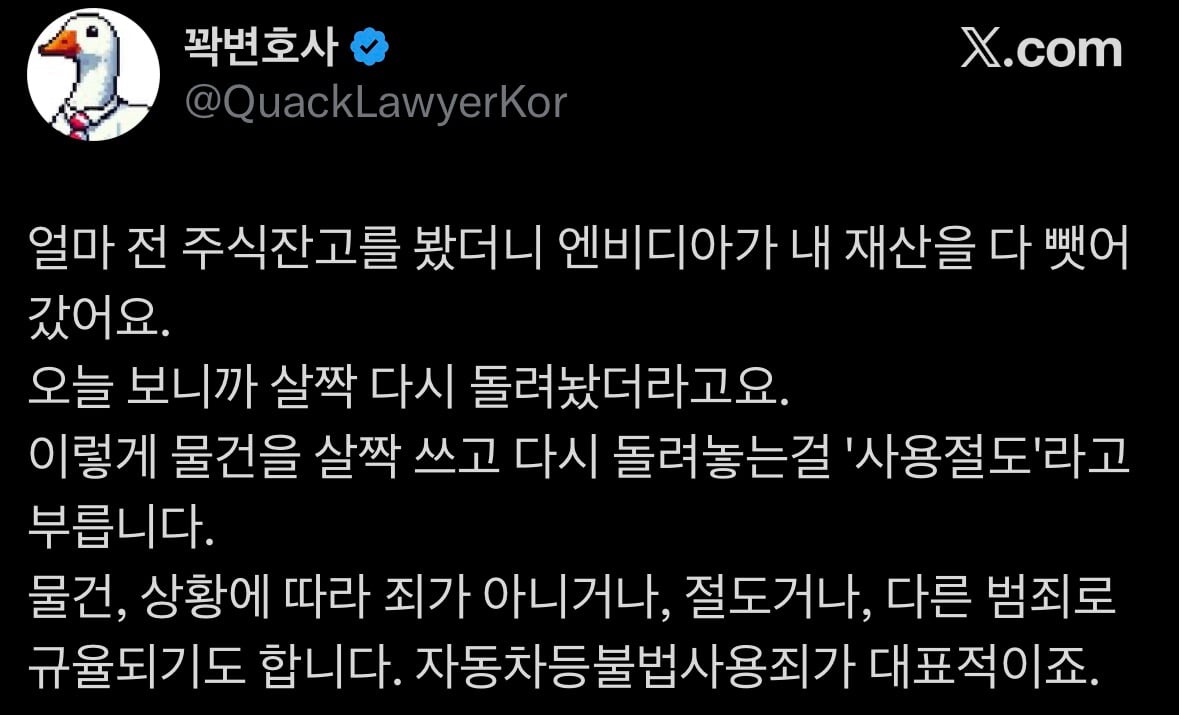 꽉변호사
X.com
@QuackLawyerKor
얼마 전 주식잔고를 봤더니 엔비디아가 내 재산을 다 뺏어
갔어요.
오늘 보니까 살짝 다시 돌려놨더라고요.
이렇게 물건을 살짝 쓰고 다시 돌려놓는걸 '사용절도'라고
부릅니다.
물건, 상황에 따라 죄가 아니거나, 절도거나, 다른 범죄로
규율되기도 합니다. 자동차등불법사용죄가 대표적이죠.